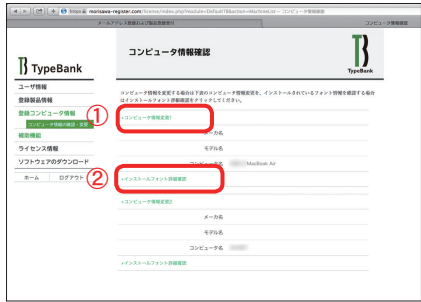 https morisawa-register.com/license/index.php?module=Default7B&action=MachineList — コンピュータ情報確認
メールアドレス登録および製品登録受付
コンピュータ情報確認
TypeBank
コンピュータ情報確認
TypeBank
ユーザ情報
登録製品情報
登録コンピュータ情報
コンピュータ情報の確認・変更
補助機能
ライセンス情報
ソフトウェアのダウンロード
ホーム ログアウト
コンピュータ情報を変更する場合は下表のコンピュータ情報変更を、インストールされているフォント情報を確認する場合
はインストールフォント詳細確認をクリックしてください。
①
+コンピュータ情報変更1
メーカ名
モデル名
コンピュータ名 MacBook Air
②
+インストールフォント詳細確認
+コンピュータ情報変更2
メーカ名
モデル名
コンピュータ名
+インストールフォント詳細確認